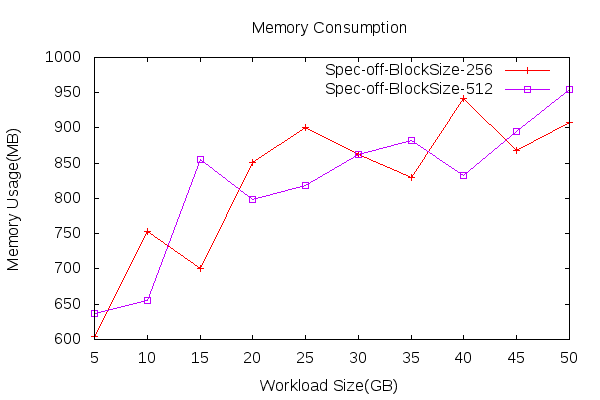 Memory Consumption
1000
950
900
850
800
750
700
650
600
Memory Usage(MB)
Spec-off-BlockSize-256
Spec-off-BlockSize-512
5 10 15 20 25 30 35 40 45 50
Workload Size(GB)